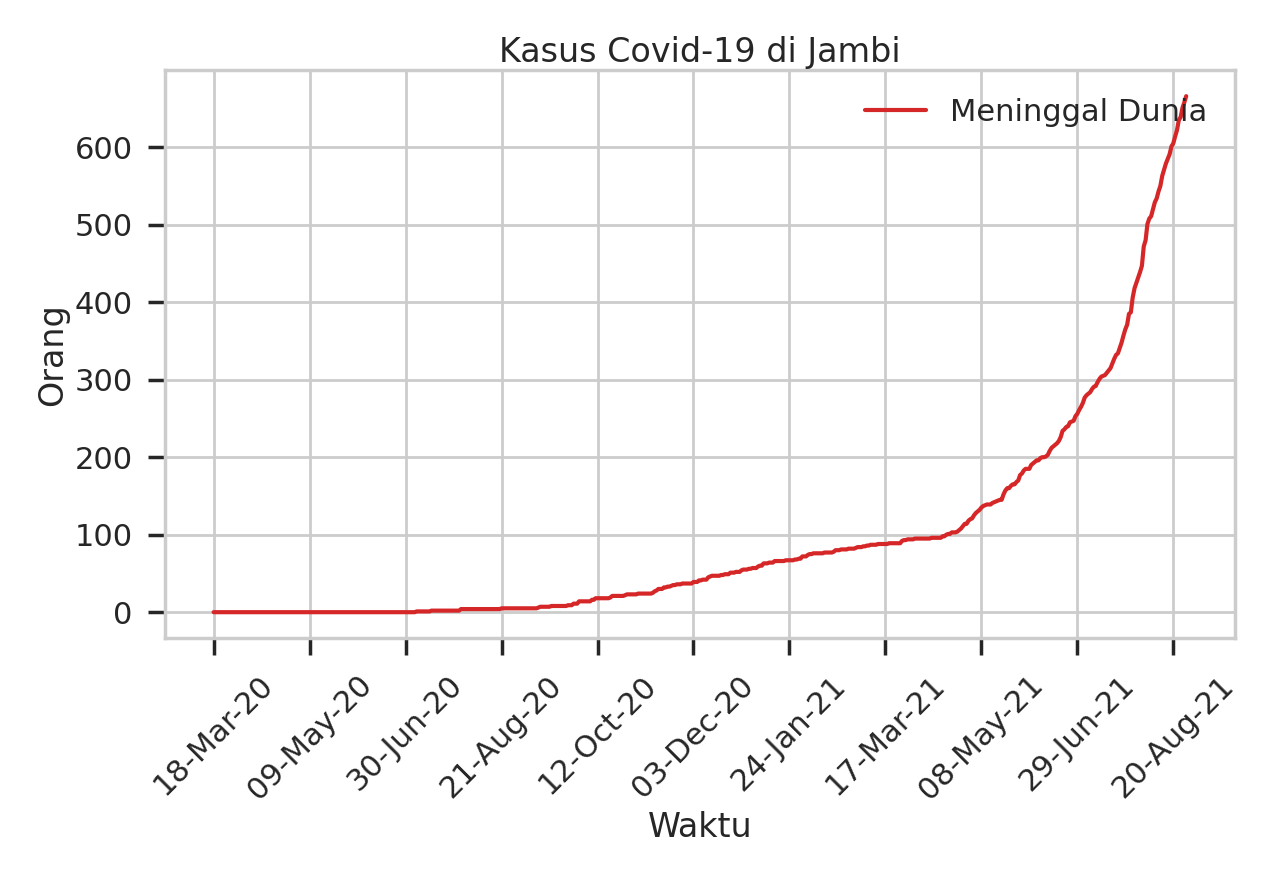 Kasus Covid-19 di Jambi
Meninggal Dunia
Orang
600
500
400
300
200
100
0
18-Mar-20
09-May-20
30-Jun-20
21-Aug-20
12-Oct-20
03-Dec-20
24-Jan-21
17-Mar-21
08-May-21
29-Jun-21
20-Aug-21
Waktu